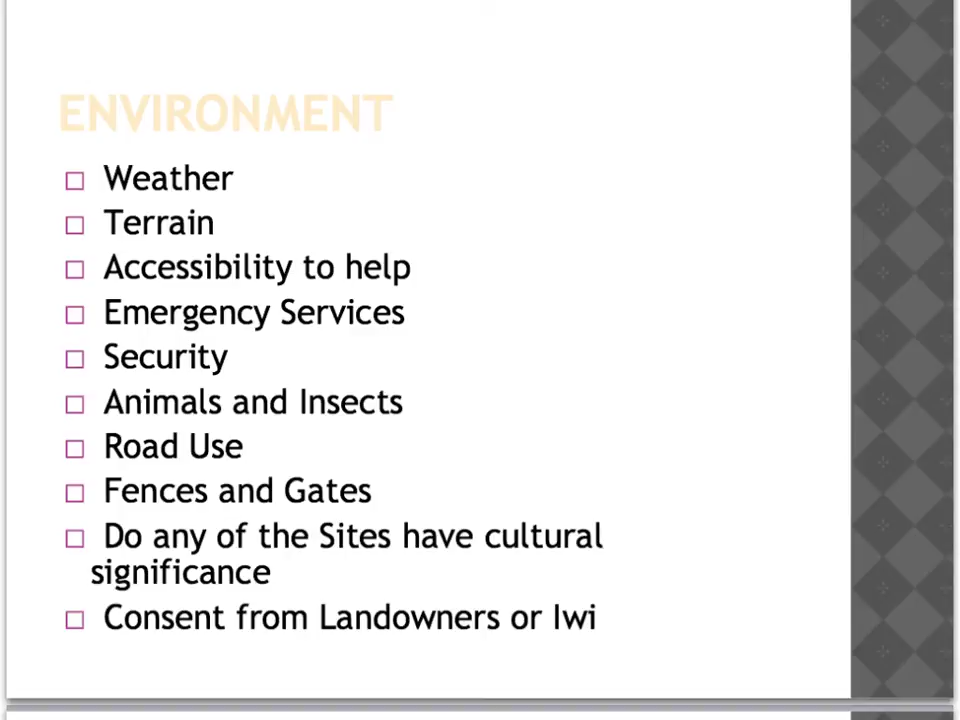 ENVIRONMENT
Weather
Terrain
Accessibility to help
Emergency Services
Security
Animals and Insects
Road Use
Fences and Gates
Do any of the Sites have cultural
significance
Consent from Landowners or Iwi